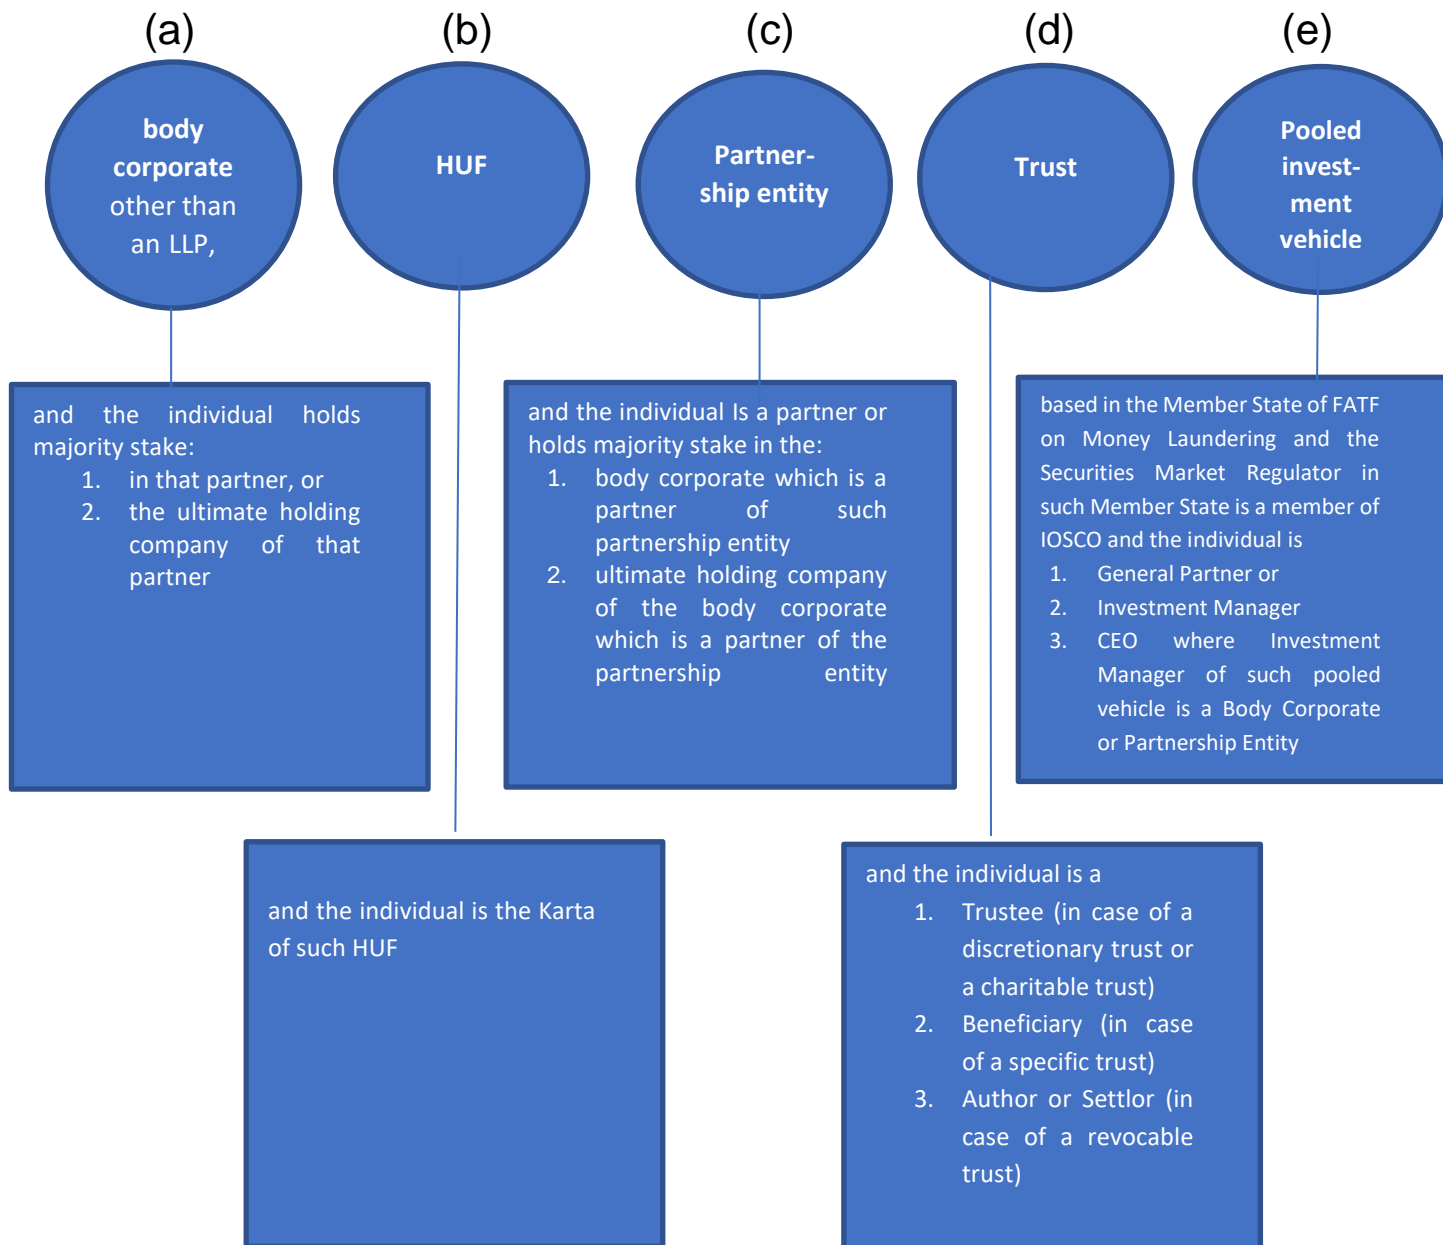 (a)
(b)
(c)
(d)
(e)
body
corporate
other than
an LLP,
HUF
Partner-
ship entity
Trust
Pooled
invest-
ment
vehicle
and the individual holds
majority stake:
1. in that partner, or
2. the ultimate holding
company of that
partner
and the individual Is a partner or
holds majority stake in the:
1. body corporate which is a
partner of such
partnership entity
2. ultimate holding company
of the body corporate
which is a partner of the
partnership entity
based in the Member State of FATF
on Money Laundering and the
Securities Market Regulator in
such Member State is a member of
IOSCO and the individual is
1. General Partner or
2. Investment Manager
3. CEO where Investment
Manager of such pooled
vehicle is a Body Corporate
or Partnership Entity
and the individual is the Karta
of such HUF
and the individual is a
1. Trustee (in case of a
discretionary trust or
a charitable trust)
2. Beneficiary (in case
of a specific trust)
3. Author or Settlor (in
case of a revocable
trust)